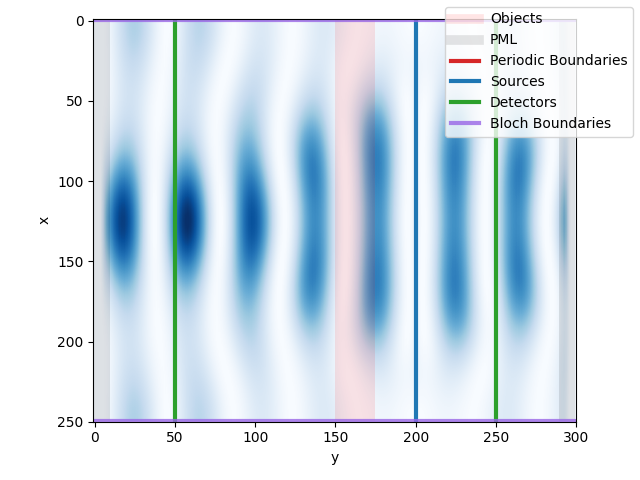 Objects
PML
Periodic Boundaries
Sources
Detectors
Bloch Boundaries
0
50
100
150
200
250
x
0
50
100
150
200
250
300
y